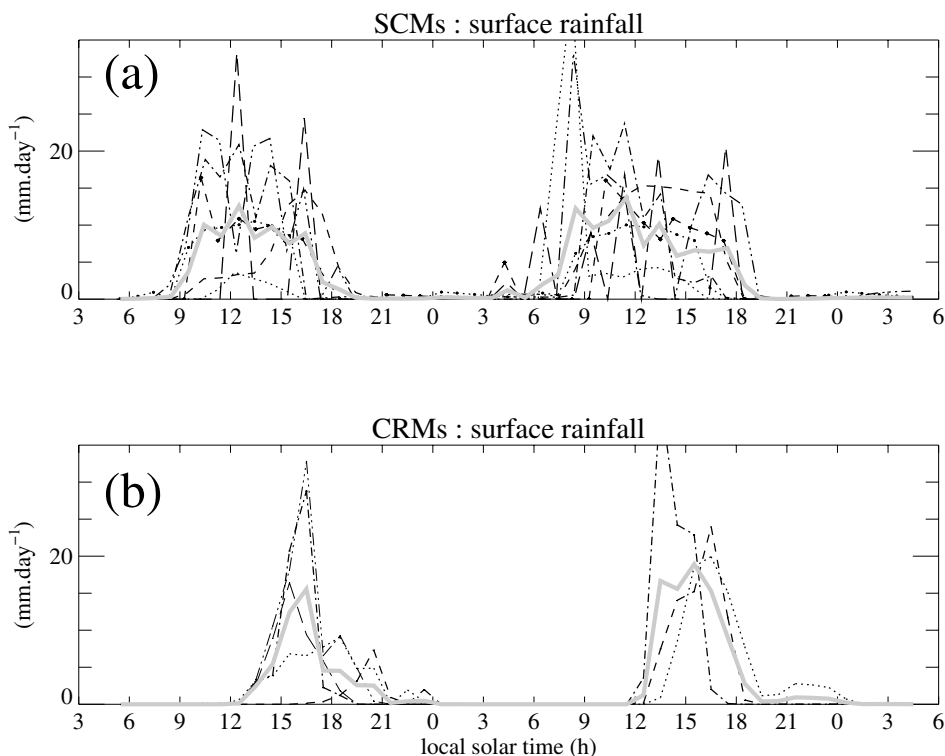 SCMs : surface rainfall
(a)
(mm.day⁻¹)
20
0
3 6 9 12 15 18 21 0 3 6 9 12 15 18 21 0 3 6
CRMs : surface rainfall
(b)
(mm.day⁻¹)
20
0
3 6 9 12 15 18 21 0 3 6 9 12 15 18 21 0 3 6
local solar time (h)